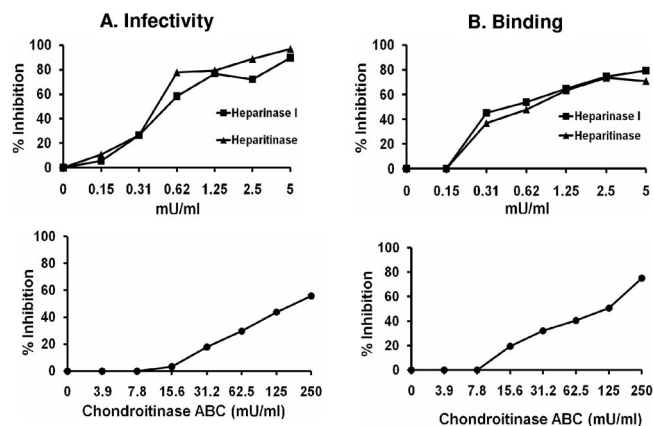 A. Infectivity
100
80
60
40
20
0
% Inhibition
Heparinase I
Heparitinase
0 0.15 0.31 0.62 1.25 2.5 5
mU/ml
B. Binding
100
80
60
40
20
0
% Inhibition
Heparinase I
Heparitinase
0 0.15 0.31 0.62 1.25 2.5 5
mU/ml
100
80
60
40
20
0
% Inhibition
0 3.9 7.8 15.6 31.2 62.5 125 250
Chondroitinase ABC (mU/ml)
100
80
60
40
20
0
% Inhibition
0 3.9 7.8 15.6 31.2 62.5 125 250
Chondroitinase ABC (mU/ml)